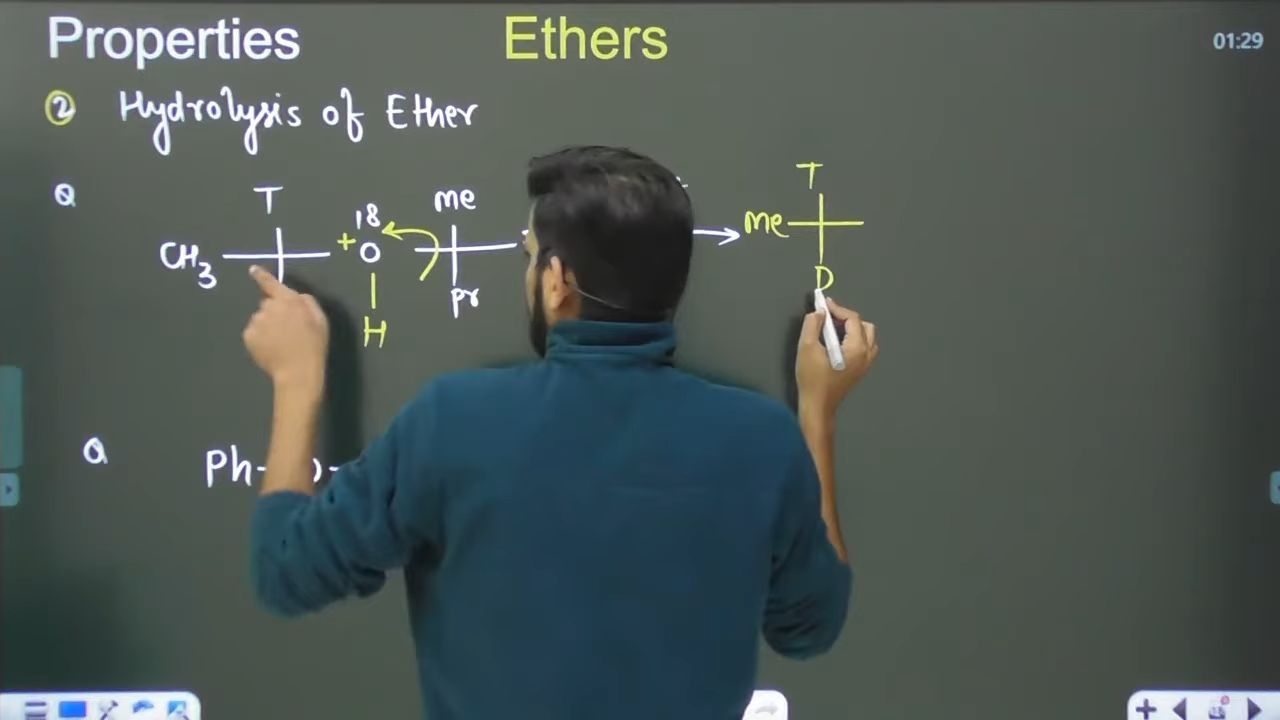 Properties Ethers 01:29
② Hydrolysis of Ether
Q
T
T
18 Me
Me
CH3 + O
Pr
D
H
Q Ph-O-